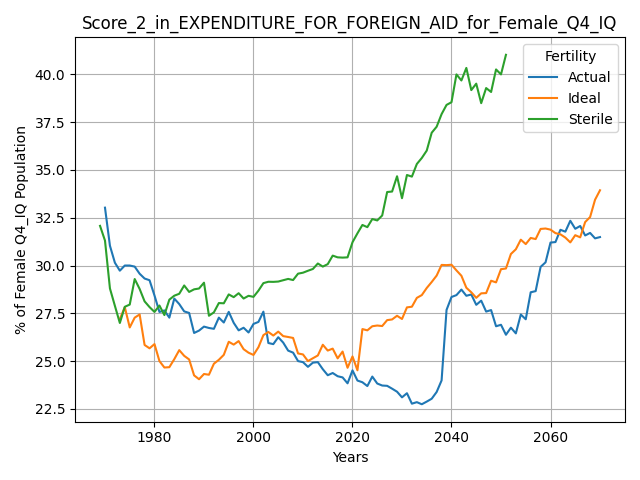 Score_2_in_EXPENDITURE_FOR_FOREIGN_AID_for_Female_Q4_IQ
% of Female Q4_IQ Population
40.0
37.5
35.0
32.5
30.0
27.5
25.0
22.5
Fertility
Actual
Ideal
Sterile
1980
2000
2020
2040
2060
Years